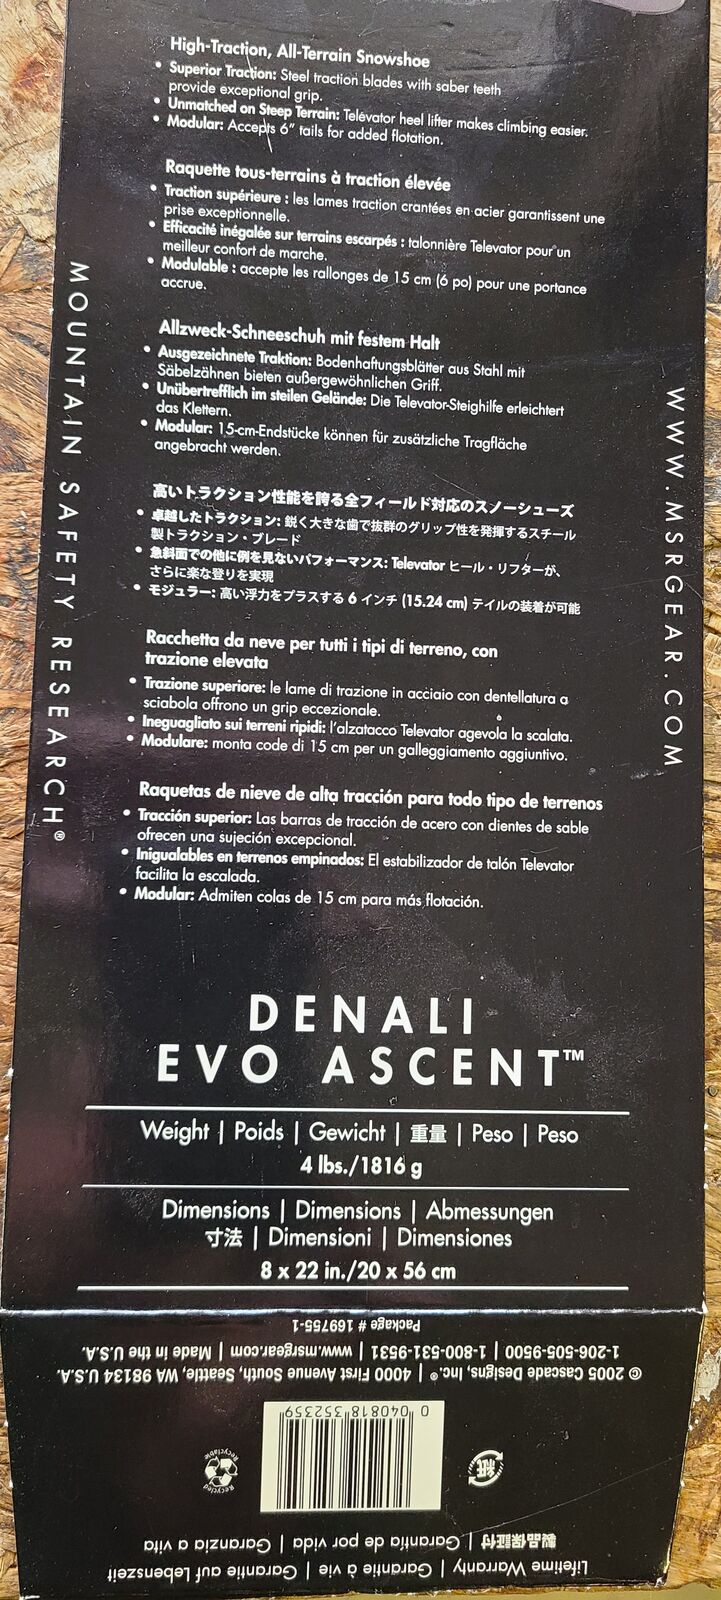 High-Traction, All-Terrain Snowshoe
• Superior Traction: Steel traction blades with saber teeth
provide exceptional grip.
• Unmatched on Steep Terrain: Televator heel lifter makes climbing easier.
• Modular: Accepts 6" tails for added flotation.
Raquette tous-terrains à traction élevée
• Traction supérieure : les lames traction crantées en acier garantissent une
prise exceptionnelle.
• Efficacité inégalée sur terrains escarpés : talonnière Televator pour un
meilleur confort de marche.
• Modulable : accepte les rallonges de 15 cm (6 po) pour une portance
accrue.
Allzweck-Schneeschuh mit festem Halt
• Ausgezeichnete Traktion: Bodenhaftungsblätter aus Stahl mit
Säbelzähnen bieten außergewöhnlichen Griff.
• Unübertrefflich im steilen Gelände: Die Televator-Steighilfe erleichtert
das Klettern.
• Modular: 15-cm-Endstücke können für zusätzliche Tragfläche
angebracht werden.
高いトラクション性能を誇る全フィールド対応のスノーシューズ
• 卓越したトラクション: 鋭く大きな歯で抜群のグリップ性を発揮するスチール
製トラクション・ブレード
• 急斜面での他に例を見ないパフォーマンス: Televator ヒール・リフターが、
さらに楽な登りを実現
• モジュラー: 高い浮力をプラスする 6 インチ (15.24 cm) テイルの装着が可能
Racchetta da neve per tutti i tipi di terreno, con
trazione elevata
• Trazione superiore: le lame di trazione in acciaio con dentellatura a
sciabola offrono un grip eccezionale.
• Ineguagliato sui terreni ripidi: l'alzatacco Televator agevola la scalata.
• Modulare: monta code di 15 cm per un galleggiamento aggiuntivo.
Raquetas de nieve de alta tracción para todo tipo de terrenos
• Tracción superior: Las barras de tracción de acero con dientes de sable
ofrecen una sujeción excepcional.
• Inigualables en terrenos empinados: El estabilizador de talón Televator
facilita la escalada.
• Modular: Admiten colas de 15 cm para más flotación.
MOUNTAIN SAFETY RESEARCH®
WWW.MSRGEAR.COM
DENALI
EVO ASCENT™
Weight | Poids | Gewicht | 重量 | Peso | Peso
4 lbs./1816 g
Dimensions | Dimensions | Abmessungen
寸法 | Dimensioni | Dimensiones
8 x 22 in./20 x 56 cm
Lifetime Warranty | Garantie à vie | Garantie auf Lebenszeit
製品保証付 | Garantía de por vida | Garanzia a vita
紙
Recycled
Recyclable
0 040818 352359
© 2005 Cascade Designs, Inc.® | 4000 First Avenue South, Seattle, WA 98134 U.S.A.
1-206-505-9500 | 1-800-531-9531 | www.msrgear.com | Made in the U.S.A.
Package # 169755-1